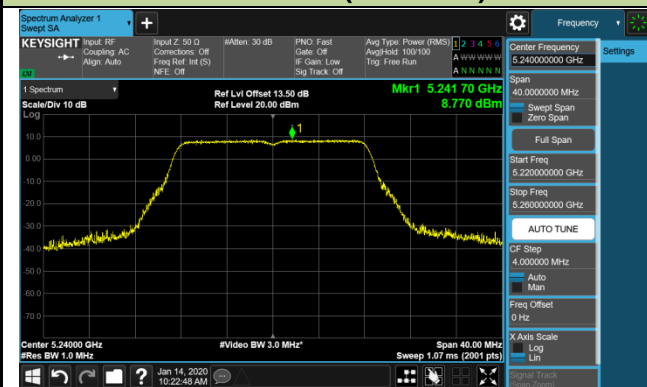 Spectrum Analyzer 1
Swept SA
+
Frequency
KEYSIGHT
Input: RF
Coupling: AC
Align: Auto
Input Z: 50 Ω
Corrections: Off
Freq Ref: Int (S)
NFE: Off
#Atten: 30 dB
PNO: Fast
Gate: Off
IF Gain: Low
Sig Track: Off
Avg Type: Power (RMS)
Avg|Hold: 100/100
Trig: Free Run
1 2 3 4 5 6
A W W W W W
A N N N N N
LXI
1 Spectrum
Scale/Div 10 dB
Log
Ref Lvl Offset 13.50 dB
Ref Level 20.00 dBm
Mkr1 5.241 70 GHz
8.770 dBm
1
10.0
0.00
-10.0
-20.0
-30.0
-40.0
-50.0
-60.0
-70.0
Center 5.24000 GHz
#Res BW 1.0 MHz
#Video BW 3.0 MHz*
Span 40.00 MHz
Sweep 1.07 ms (2001 pts)
Jan 14, 2020
10:22:48 AM
Center Frequency
5.240000000 GHz
Settings
Span
40.0000000 MHz
Swept Span
Zero Span
Full Span
Start Freq
5.220000000 GHz
Stop Freq
5.260000000 GHz
AUTO TUNE
CF Step
4.000000 MHz
Auto
Man
Freq Offset
0 Hz
X Axis Scale
Log
Lin
Signal Track
(Span Zoom)